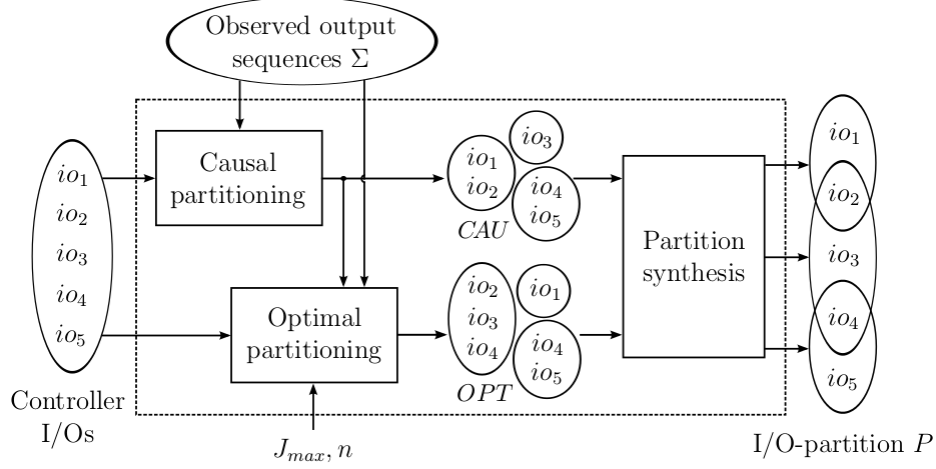 Observed output
sequences Σ
Causal
partitioning
io₁
io₂
io₃
io₄
io₅
Controller
I/Os
Optimal
partitioning
J_max, n
io₁
io₂
io₃
io₄
io₅
CAU
io₂
io₃
io₄
io₁
io₄
io₅
OPT
Partition
synthesis
io₁
io₂
io₃
io₄
io₅
I/O-partition P